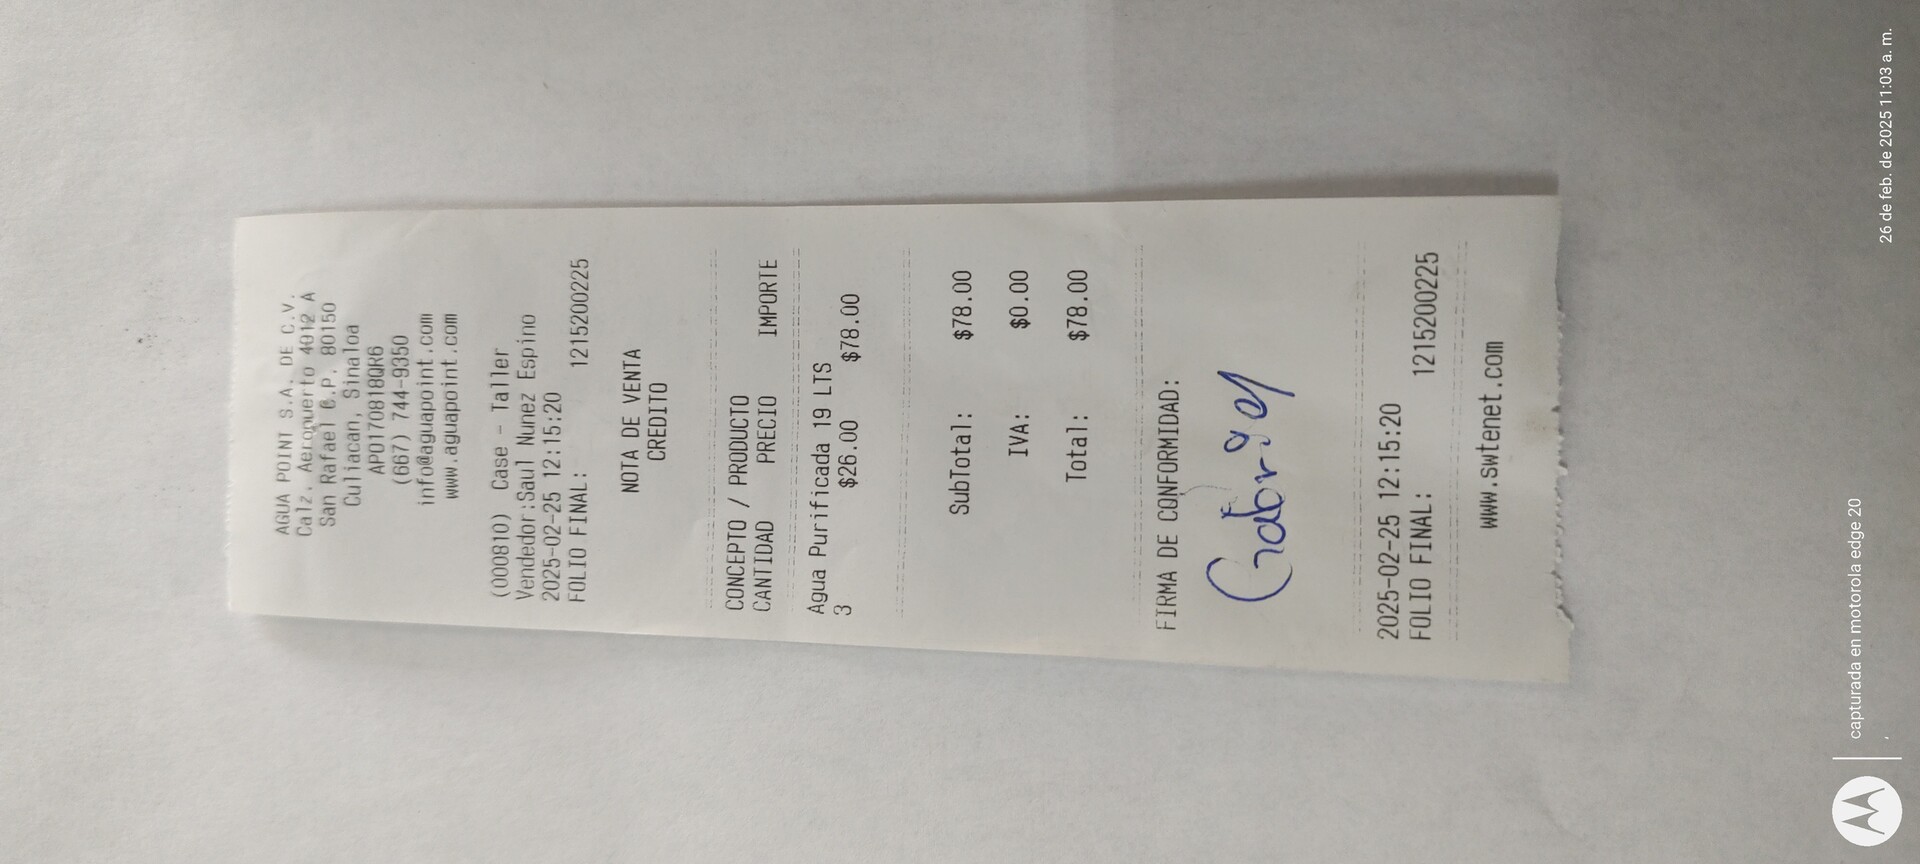 AGUA POINT S.A. DE C.V.
Calz. Aeropuerto 4012 A
San Rafael C.P. 80150
Culiacan, Sinaloa
APO170818QR6
(667) 744-9350
info@aguapoint.com
www.aguapoint.com
(000810) Case - Taller
Vendedor:Saul Nunez Espino
2025-02-25 12:15:20
FOLIO FINAL: 1215200225
NOTA DE VENTA
CREDITO
CONCEPTO / PRODUCTO
CANTIDAD PRECIO IMPORTE
Agua Purificada 19 LTS
3 $26.00 $78.00
SubTotal: $78.00
IVA: $0.00
Total: $78.00
FIRMA DE CONFORMIDAD:
Gabriel
2025-02-25 12:15:20
FOLIO FINAL: 1215200225
www.swtenet.com
capturada en motorola edge 20
26 de feb. de 2025 11:03 a. m.